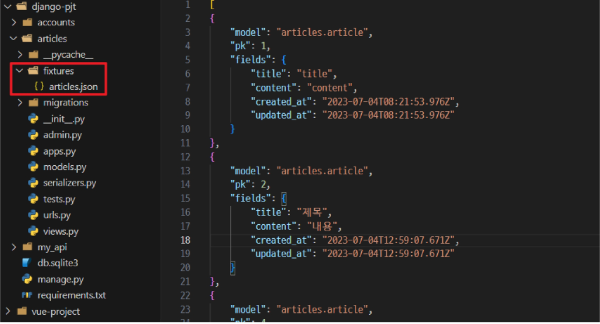 django-pjt
accounts
articles
__pycache__
fixtures
{ } articles.json
migrations
__init__.py
admin.py
apps.py
models.py
serializers.py
tests.py
urls.py
views.py
my_api
db.sqlite3
manage.py
requirements.txt
vue-project
1 [
2 {
3 "model": "articles.article",
4 "pk": 1,
5 "fields": {
6 "title": "title",
7 "content": "content",
8 "created_at": "2023-07-04T08:21:53.976Z",
9 "updated_at": "2023-07-04T08:21:53.976Z"
10 }
11 },
12 {
13 "model": "articles.article",
14 "pk": 2,
15 "fields": {
16 "title": "제목",
17 "content": "내용",
18 "created_at": "2023-07-04T12:59:07.671Z",
19 "updated_at": "2023-07-04T12:59:07.671Z"
20 }
21 },
22 {
23 "model": "articles.article",
24 "pk": 4,